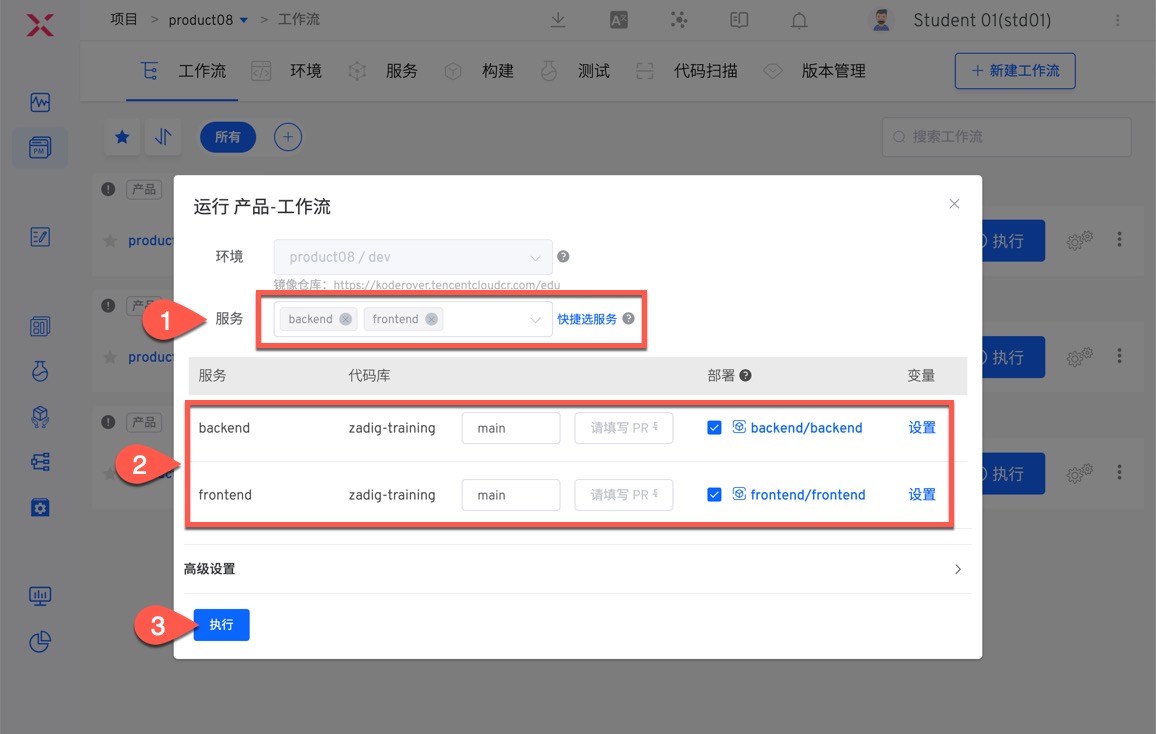 项目 > product08 > 工作流
Student 01(std01)
工作流 环境 服务 构建 测试 代码扫描 版本管理
+ 新建工作流
PM
所有
搜索工作流
产品
运行 产品-工作流
produc
执行
环境 product08 / dev
镜像仓库：https://koderover.tencentcloudcr.com/edu
产品
1
服务 backend frontend 快捷选服务
produc
执行
服务 代码库 部署 变量
产品
backend zadig-training main 请填写 PR backend/backend 设置
2
执行
frontend zadig-training main 请填写 PR frontend/frontend 设置
高级设置
3 执行